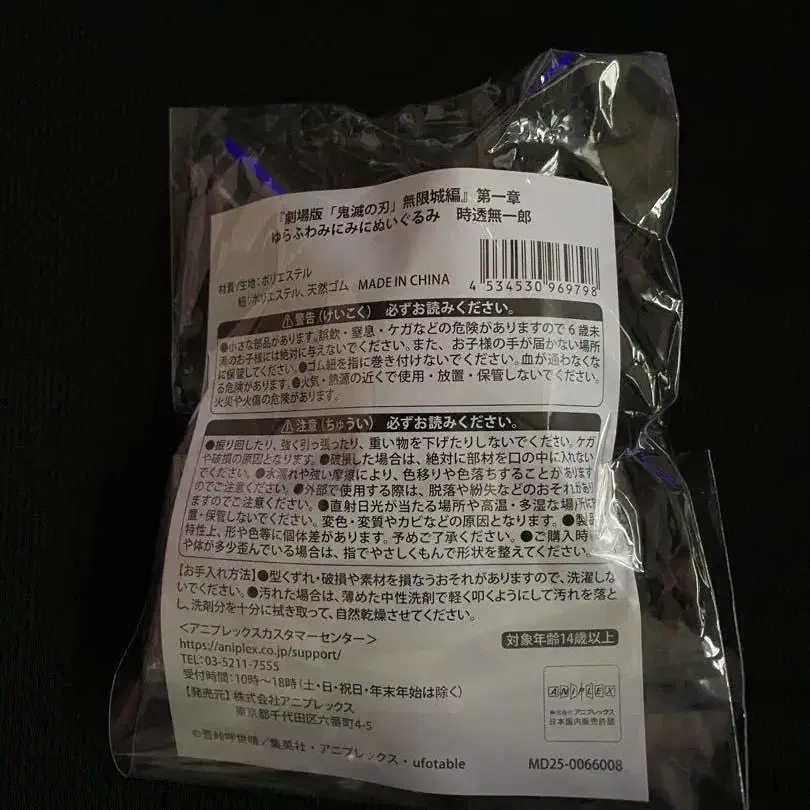 『劇場版「鬼滅の刃」無限城編』第一章
ゆらふわみにみにぬいぐるみ 時透無一郎
材質/生地：ポリエステル
紐：ポリエステル、天然ゴム MADE IN CHINA
4 534530 969798
⚠警告（けいこく） 必ずお読みください。
●小さな部品があります。誤飲・窒息・ケガなどの危険がありますので6歳未
満のお子様には絶対に与えないでください。また、お子様の手が届かない場所
に保管してください。●ゴム紐を指に巻き付けないでください。血が通わなくな
る危険があります。●火気・熱源の近くで使用・放置・保管しないでください。
火災や火傷の危険があります。
⚠注意（ちゅうい） 必ずお読みください。
●振り回したり、強く引っ張ったり、重い物を下げたりしないでください。ケガ
や破損の原因となります。●破損した場合は、絶対に部材を口の中に入れない
でください。●水濡れや強い摩擦により、色移りや色落ちすることがあります
のでご注意ください。●外部で使用する際は、脱落や紛失などのおそれがあり
ますのでご注意ください。●直射日光が当たる場所や高温・多湿な場所に
置・保管しないでください。変色・変質やカビなどの原因となります。●製品
特性上、形や色等に個体差があります。予めご了承ください。●ご購入時
や体が多少歪んでいる場合は、指でやさしくもんで形状を整えてください。
【お手入れ方法】●型くずれ・破損や素材を損なうおそれがありますので、洗濯しな
いでください。●汚れた場合は、薄めた中性洗剤で軽く叩くようにして汚れを落と
し、洗剤分を十分に拭き取って、自然乾燥させてください。
＜アニプレックスカスタマーセンター＞
https://aniplex.co.jp/support/
TEL：03-5211-7555
受付時間：10時～18時（土・日・祝日・年末年始は除く）
【発売元】株式会社アニプレックス
東京都千代田区六番町4-5
対象年齢14歳以上
ANIPLEX
株式会社 アニプレックス
日本国内販売許諾
©吾峠呼世晴／集英社・アニプレックス・ufotable
MD25-0066008